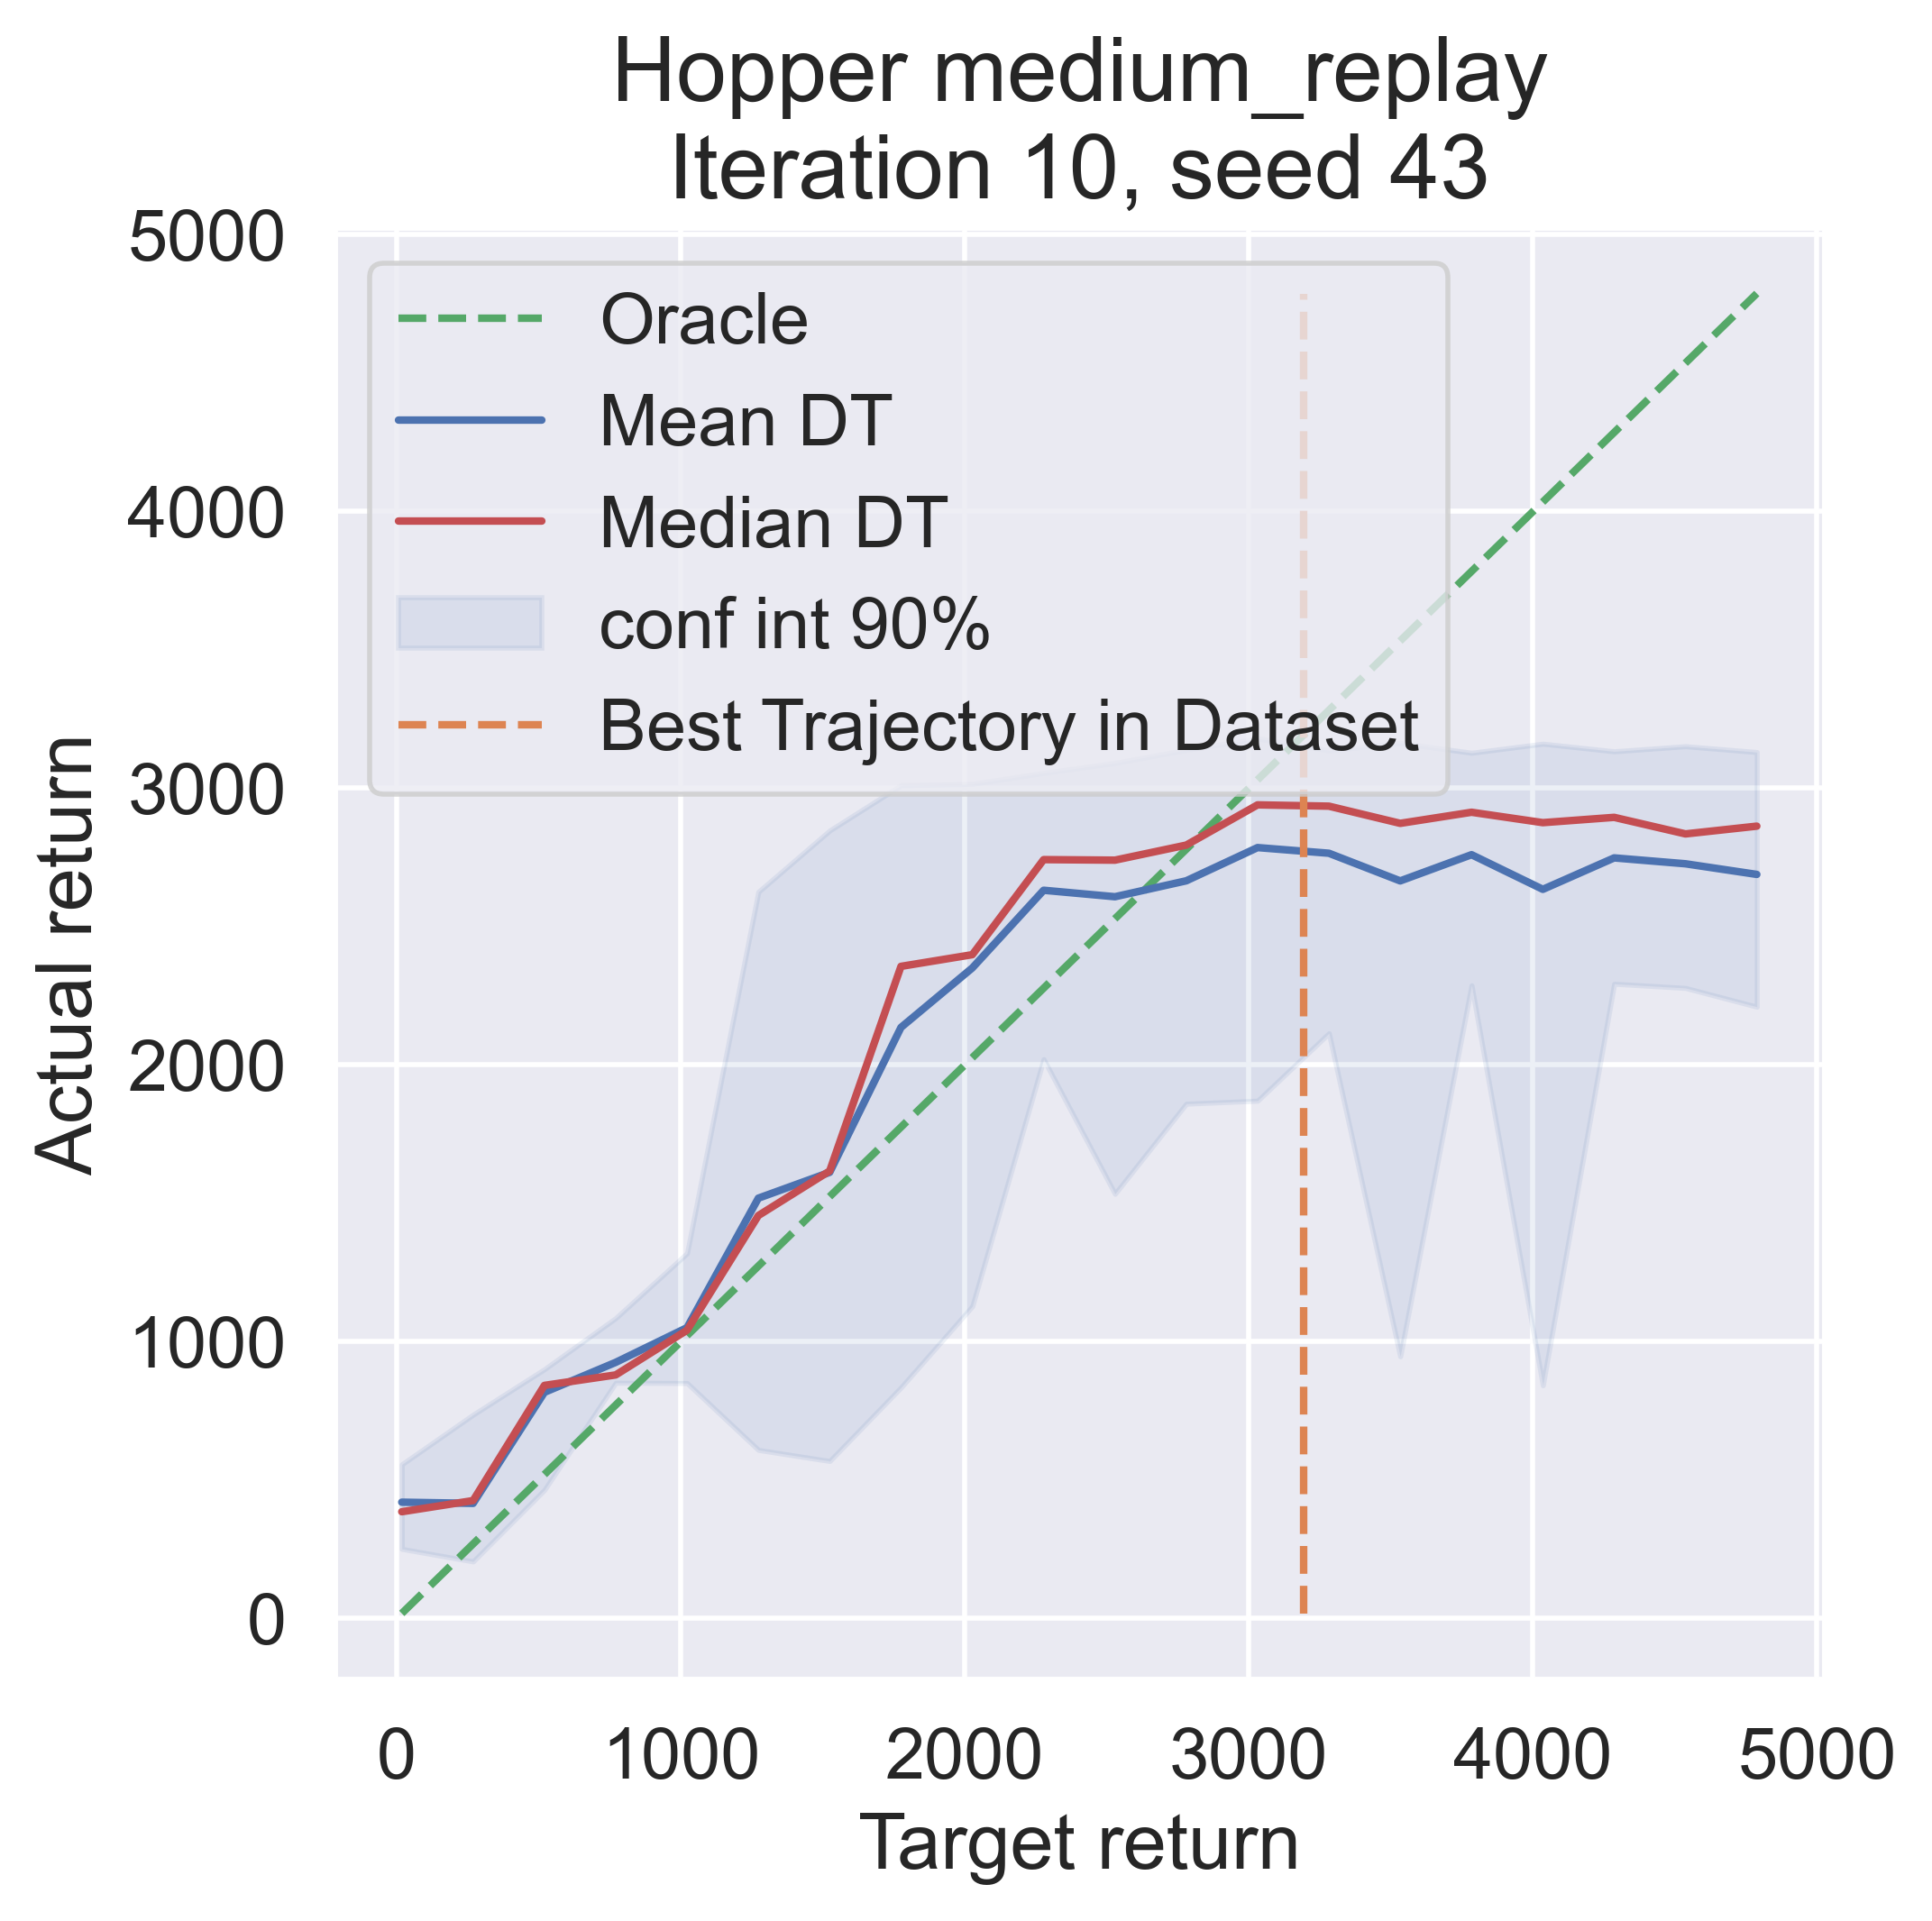 Hopper medium_replay
Iteration 10, seed 43
5000
4000
3000
2000
1000
0
Actual return
Oracle
Mean DT
Median DT
conf int 90%
Best Trajectory in Dataset
0 1000 2000 3000 4000 5000
Target return